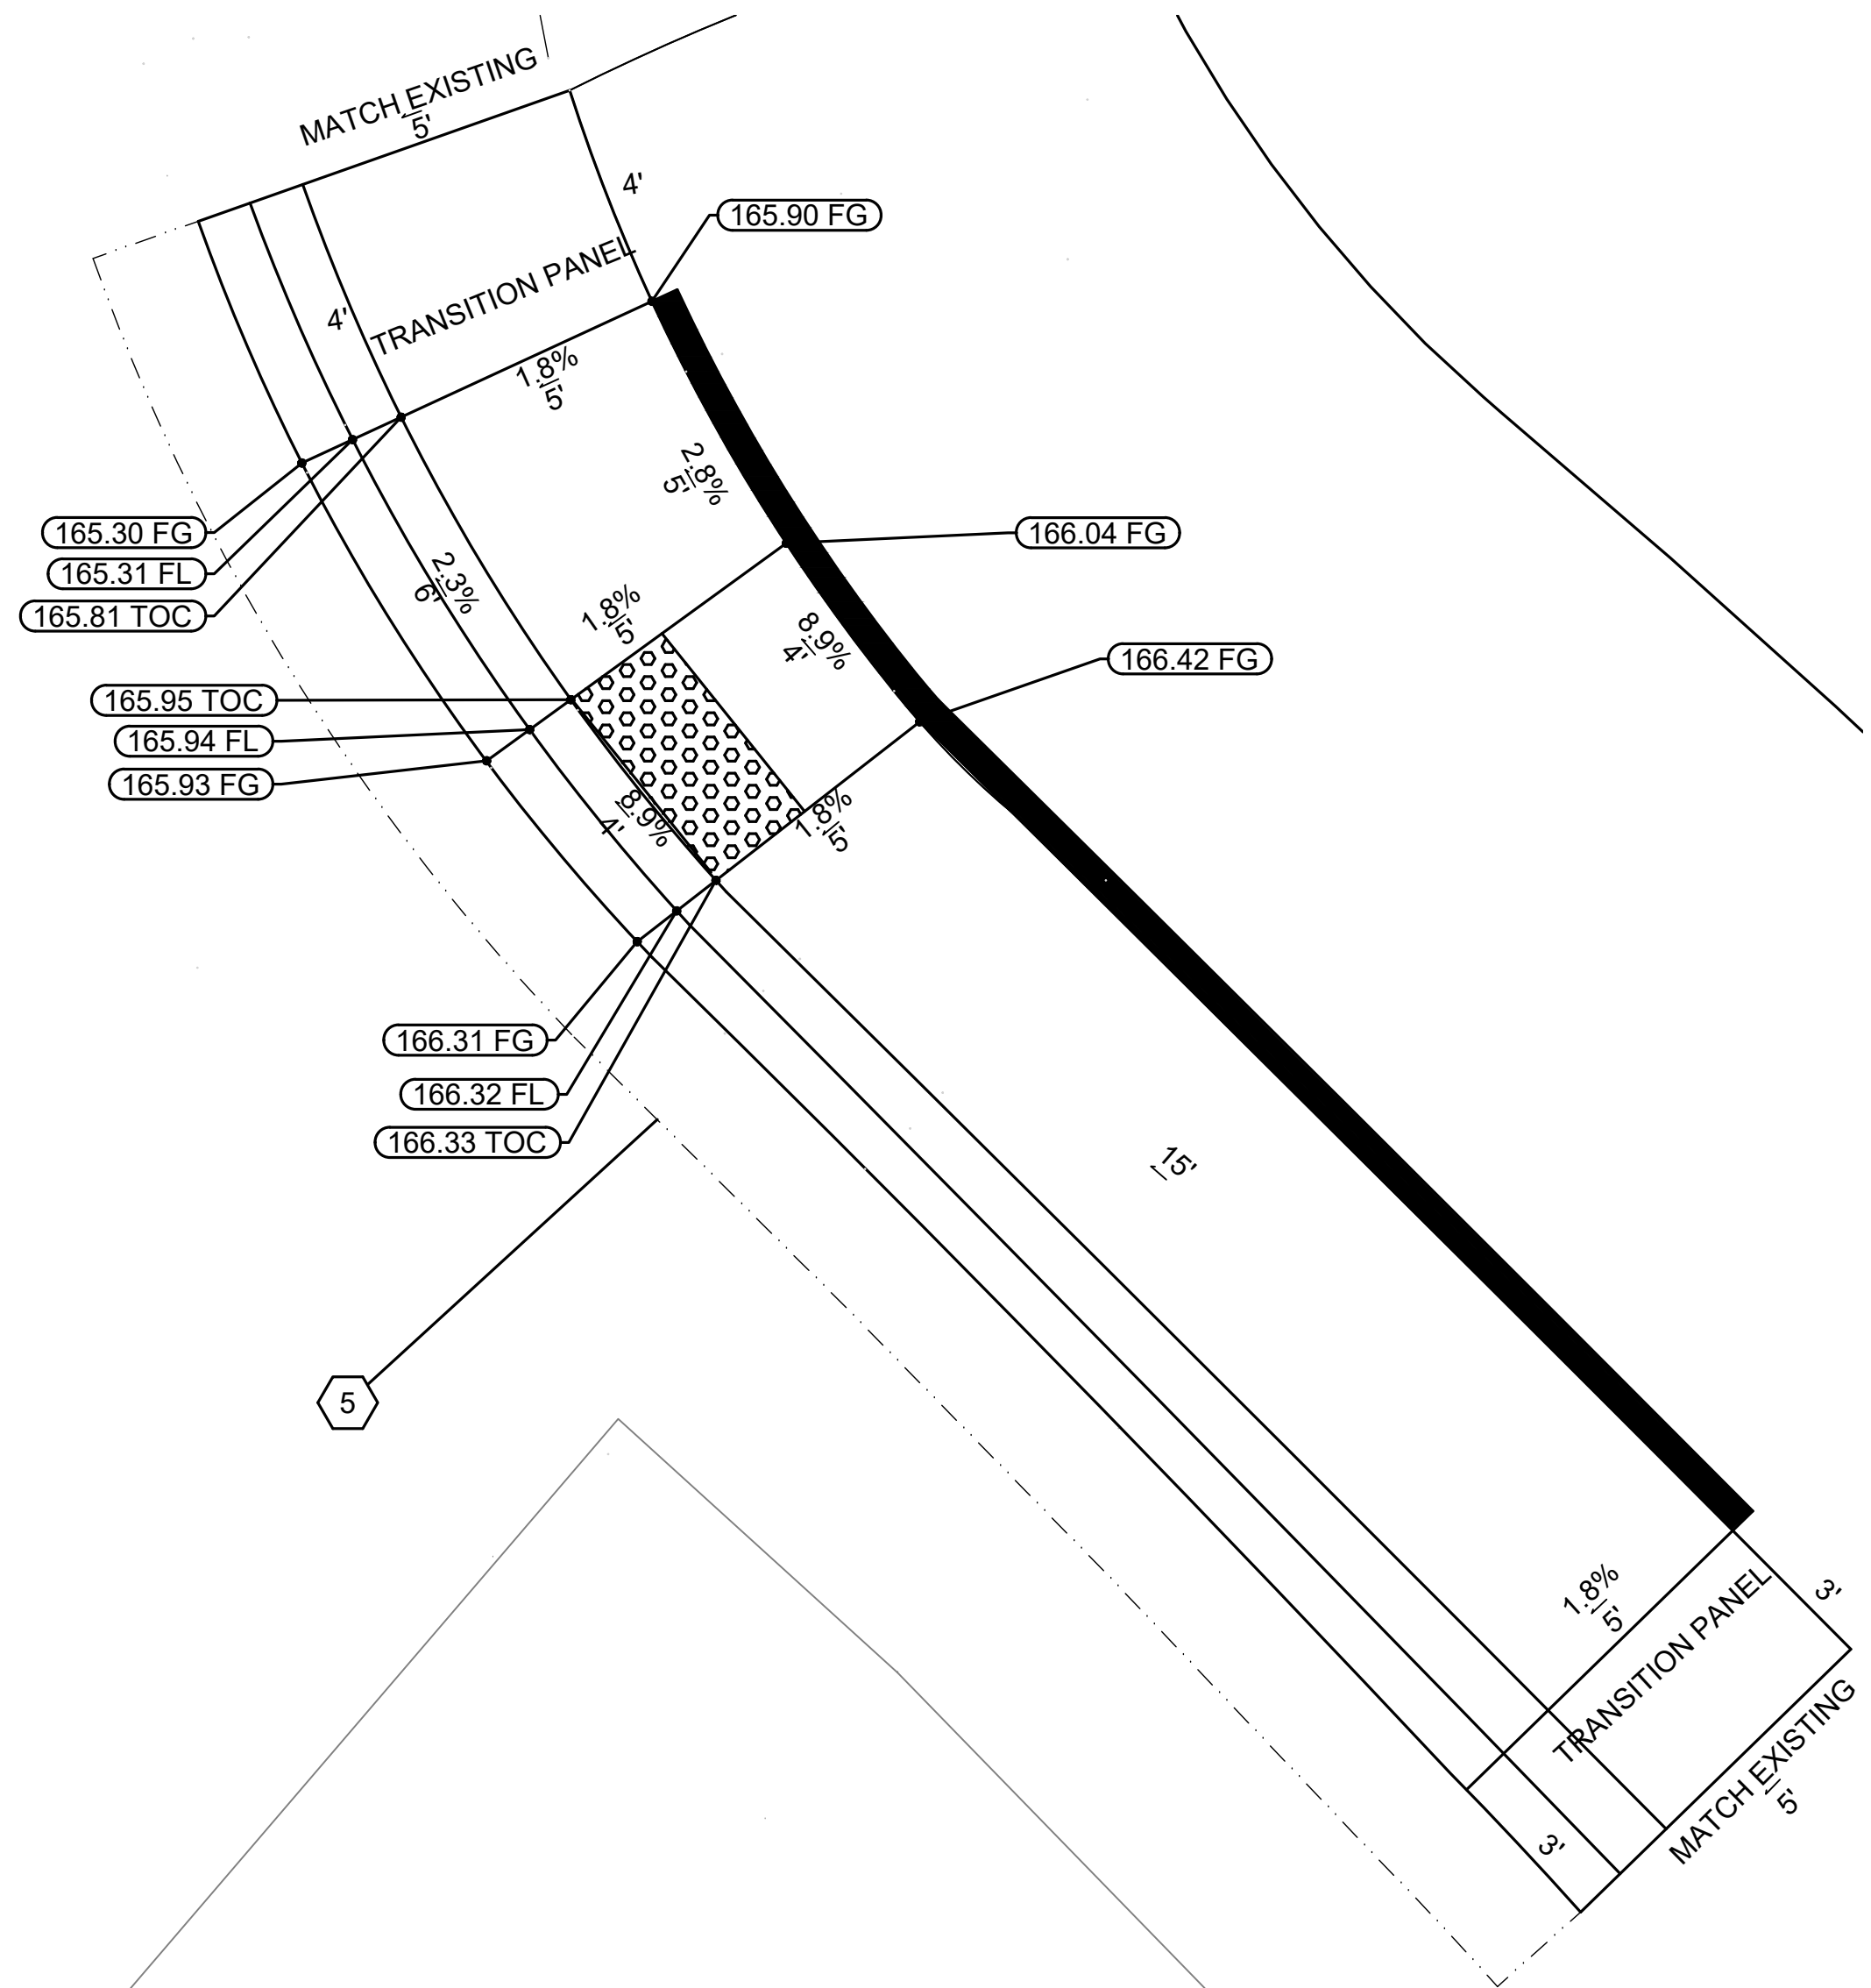 MATCH EXISTING
5'
4'
165.90 FG
4'
TRANSITION PANEL
1.8%
5'
2.8%
5'
165.30 FG
166.04 FG
165.31 FL
2.3%
6'
165.81 TOC
1.8%
5'
8.9%
4'
166.42 FG
165.95 TOC
165.94 FL
165.93 FG
8.9%
4'
1.8%
5'
166.31 FG
166.32 FL
166.33 TOC
15'
5
1.8%
5'
3'
TRANSITION PANEL
MATCH EXISTING
5'
3'